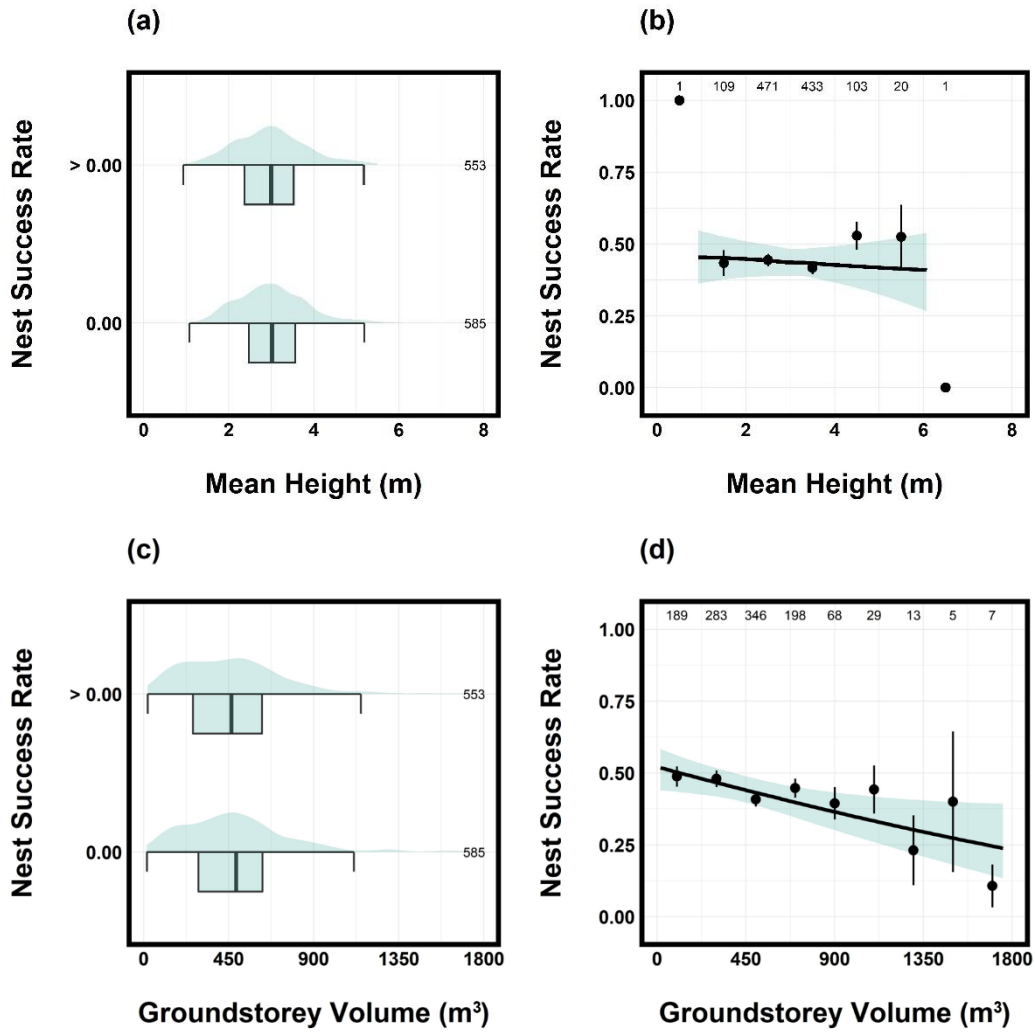 (a)
Nest Success Rate
> 0.00
0.00
553
585
0 2 4 6 8
Mean Height (m)
(b)
Nest Success Rate
1 109 471 433 103 20 1
1.00
0.75
0.50
0.25
0.00
0 2 4 6 8
Mean Height (m)
(c)
Nest Success Rate
> 0.00
0.00
553
585
0 450 900 1350 1800
Groundstorey Volume (m³)
(d)
Nest Success Rate
189 283 346 198 68 29 13 5 7
1.00
0.75
0.50
0.25
0.00
0 450 900 1350 1800
Groundstorey Volume (m³)